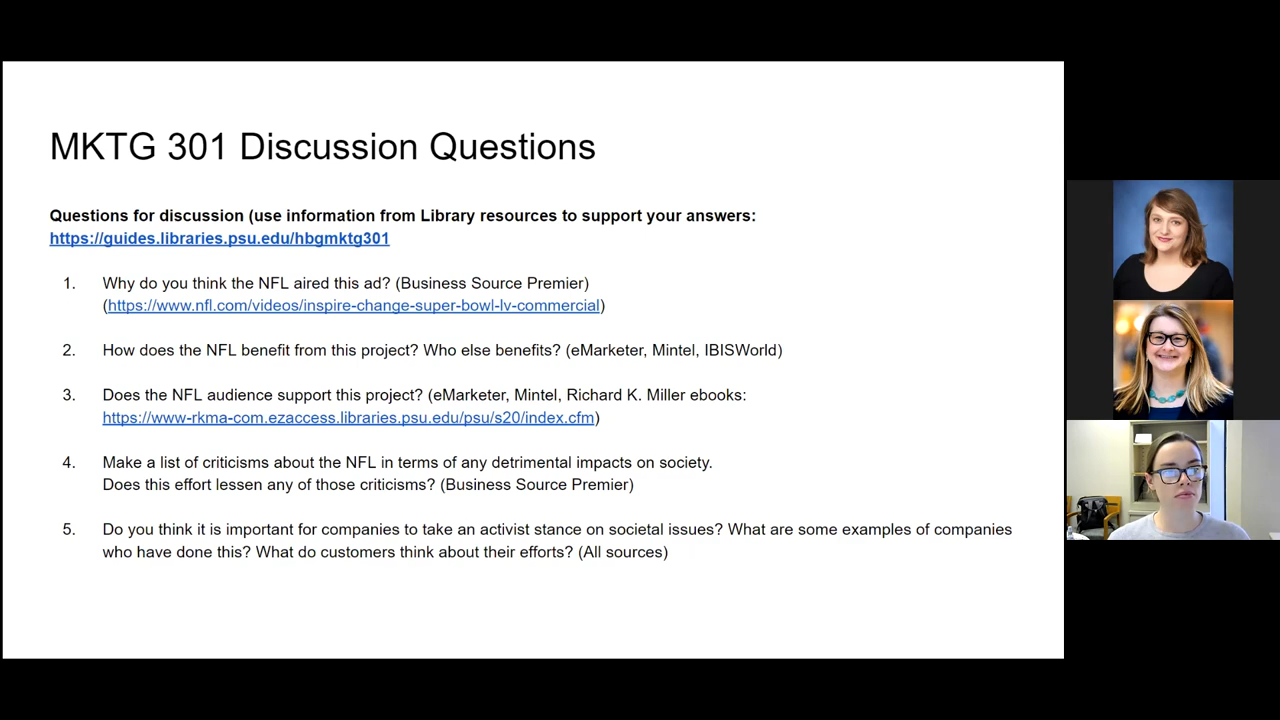 MKTG 301 Discussion Questions
Questions for discussion (use information from Library resources to support your answers:
https://guides.libraries.psu.edu/hbgmktg301
1. Why do you think the NFL aired this ad? (Business Source Premier)
(https://www.nfl.com/videos/inspire-change-super-bowl-lv-commercial)
2. How does the NFL benefit from this project? Who else benefits? (eMarketer, Mintel, IBISWorld)
3. Does the NFL audience support this project? (eMarketer, Mintel, Richard K. Miller ebooks:
https://www-rkma-com.ezaccess.libraries.psu.edu/psu/s20/index.cfm)
4. Make a list of criticisms about the NFL in terms of any detrimental impacts on society.
Does this effort lessen any of those criticisms? (Business Source Premier)
5. Do you think it is important for companies to take an activist stance on societal issues? What are some examples of companies
who have done this? What do customers think about their efforts? (All sources)